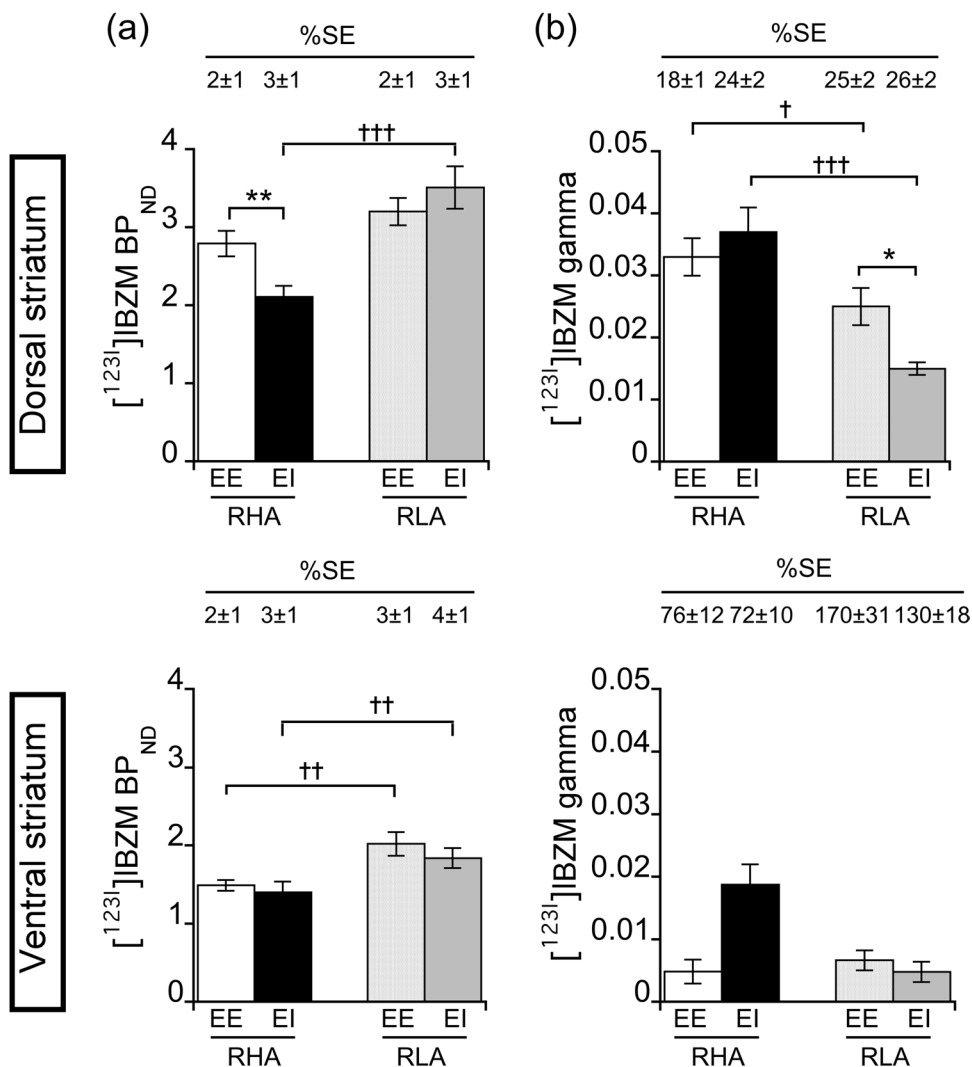 (a)
%SE
2±1 3±1 2±1 3±1
Dorsal striatum
[123I]IBZM BPND
4
3
2
1
0
**
†††
EE EI EE EI
RHA RLA
(b)
%SE
18±1 24±2 25±2 26±2
[123I]IBZM gamma
0.05
0.04
0.03
0.02
0.01
0
†
†††
*
EE EI EE EI
RHA RLA
%SE
2±1 3±1 3±1 4±1
Ventral striatum
[123I]IBZM BPND
4
3
2
1
0
††
††
EE EI EE EI
RHA RLA
%SE
76±12 72±10 170±31 130±18
[123I]IBZM gamma
0.05
0.04
0.03
0.02
0.01
0
EE EI EE EI
RHA RLA